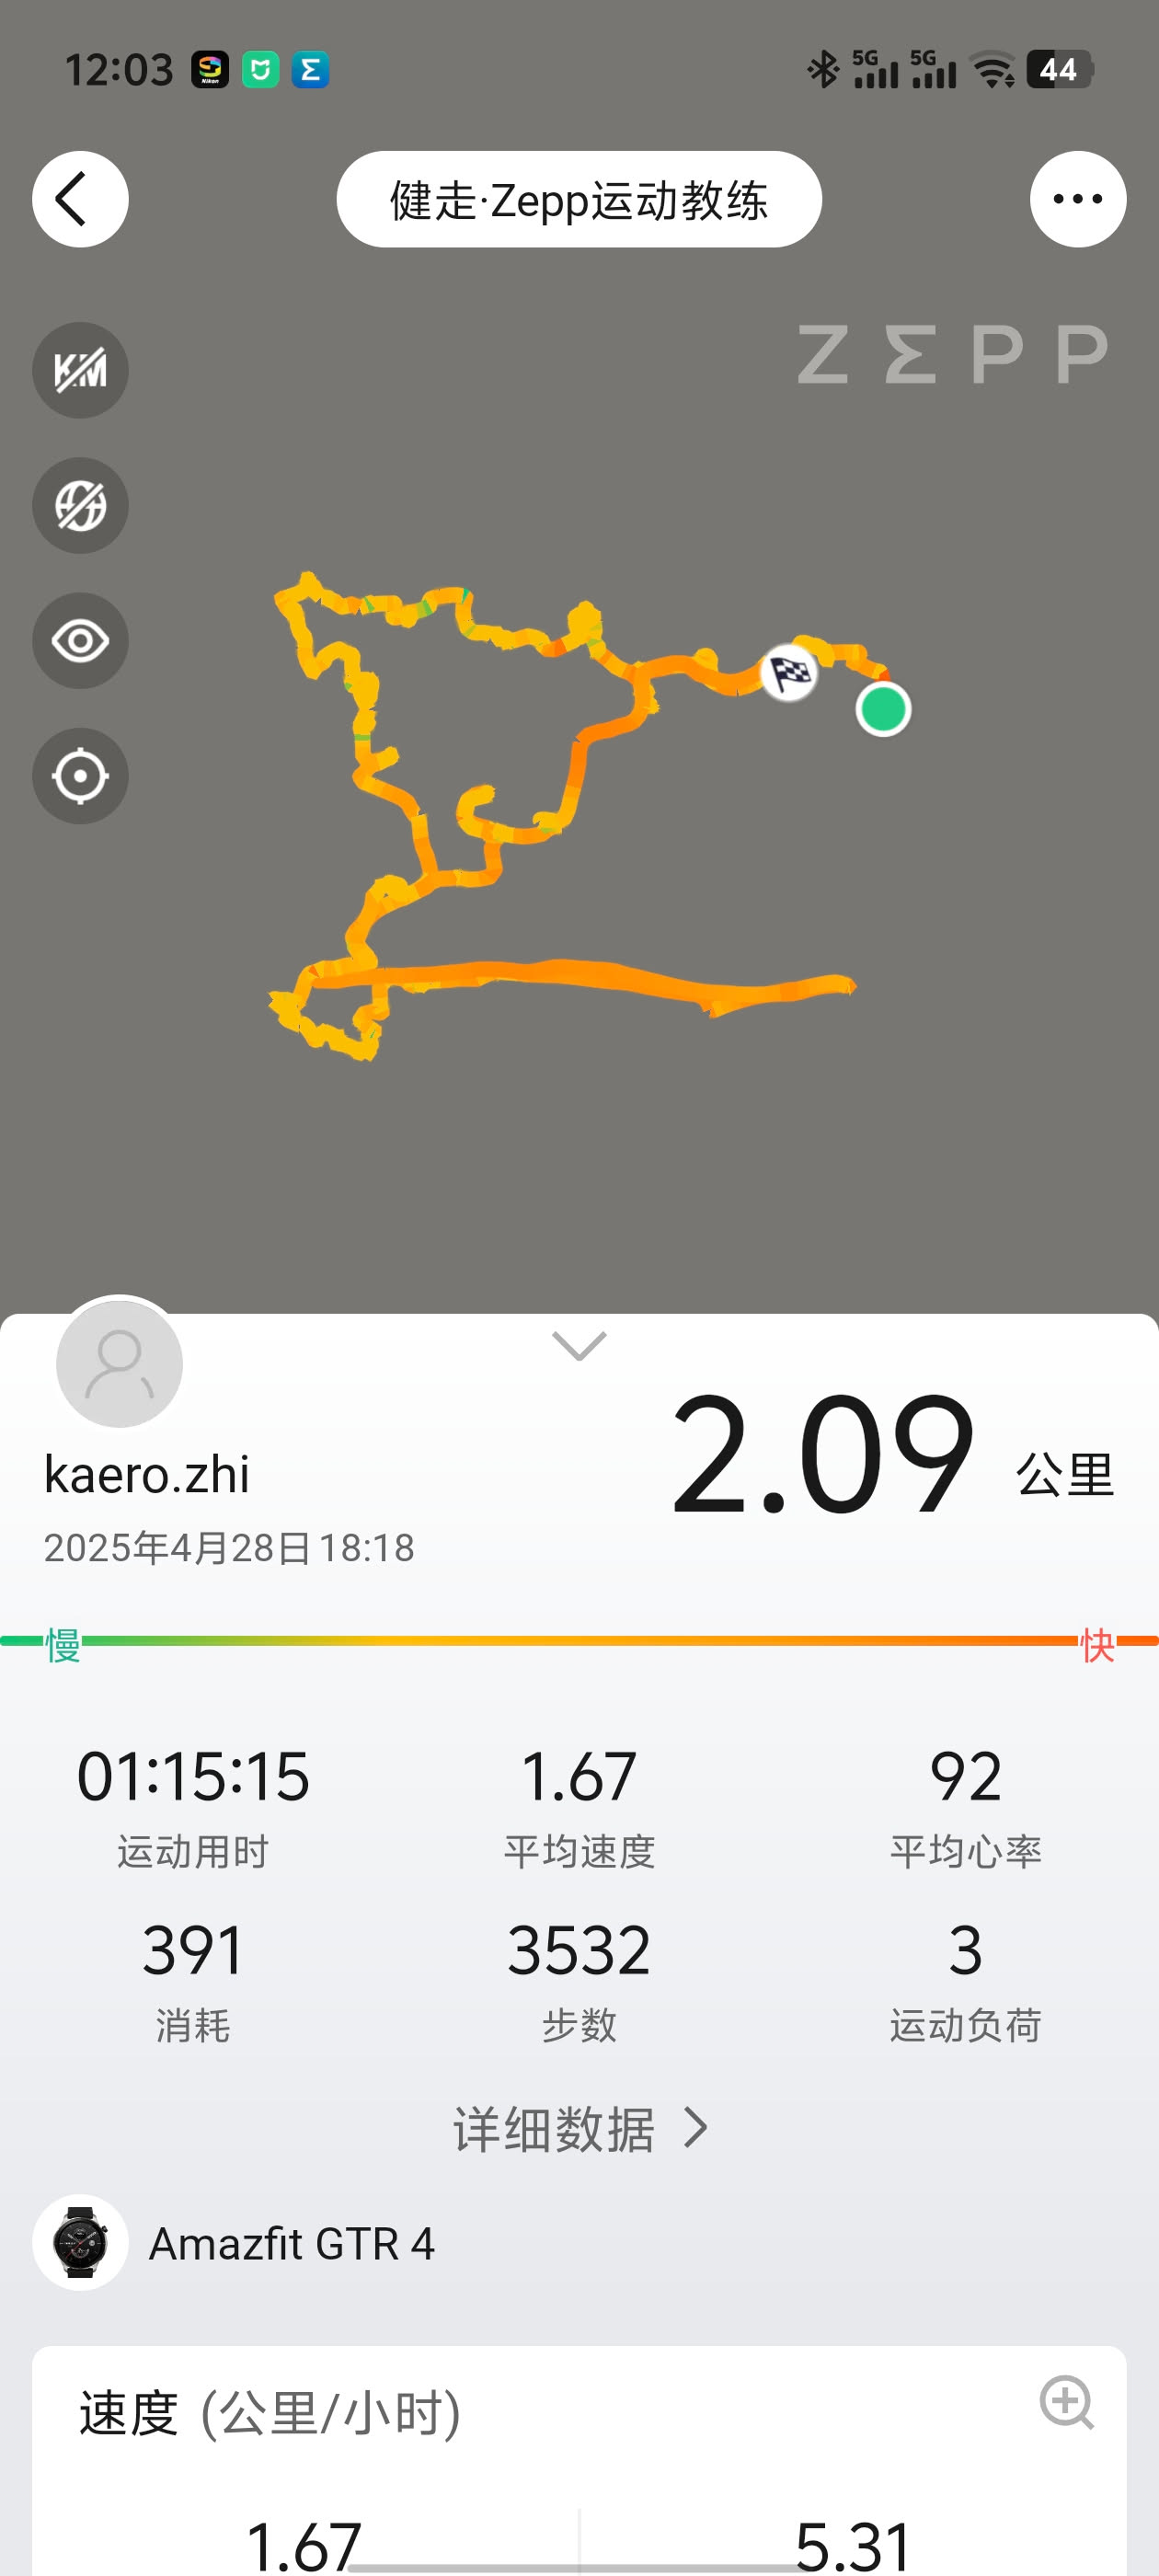 12:03
5G 5G 44
健走·Zepp运动教练
KM
ZEPP
kaero.zhi
2.09 公里
2025年4月28日 18:18
慢 快
01:15:15 1.67 92
运动用时 平均速度 平均心率
391 3532 3
消耗 步数 运动负荷
详细数据
Amazfit GTR 4
速度 (公里/小时)
1.67 5.31